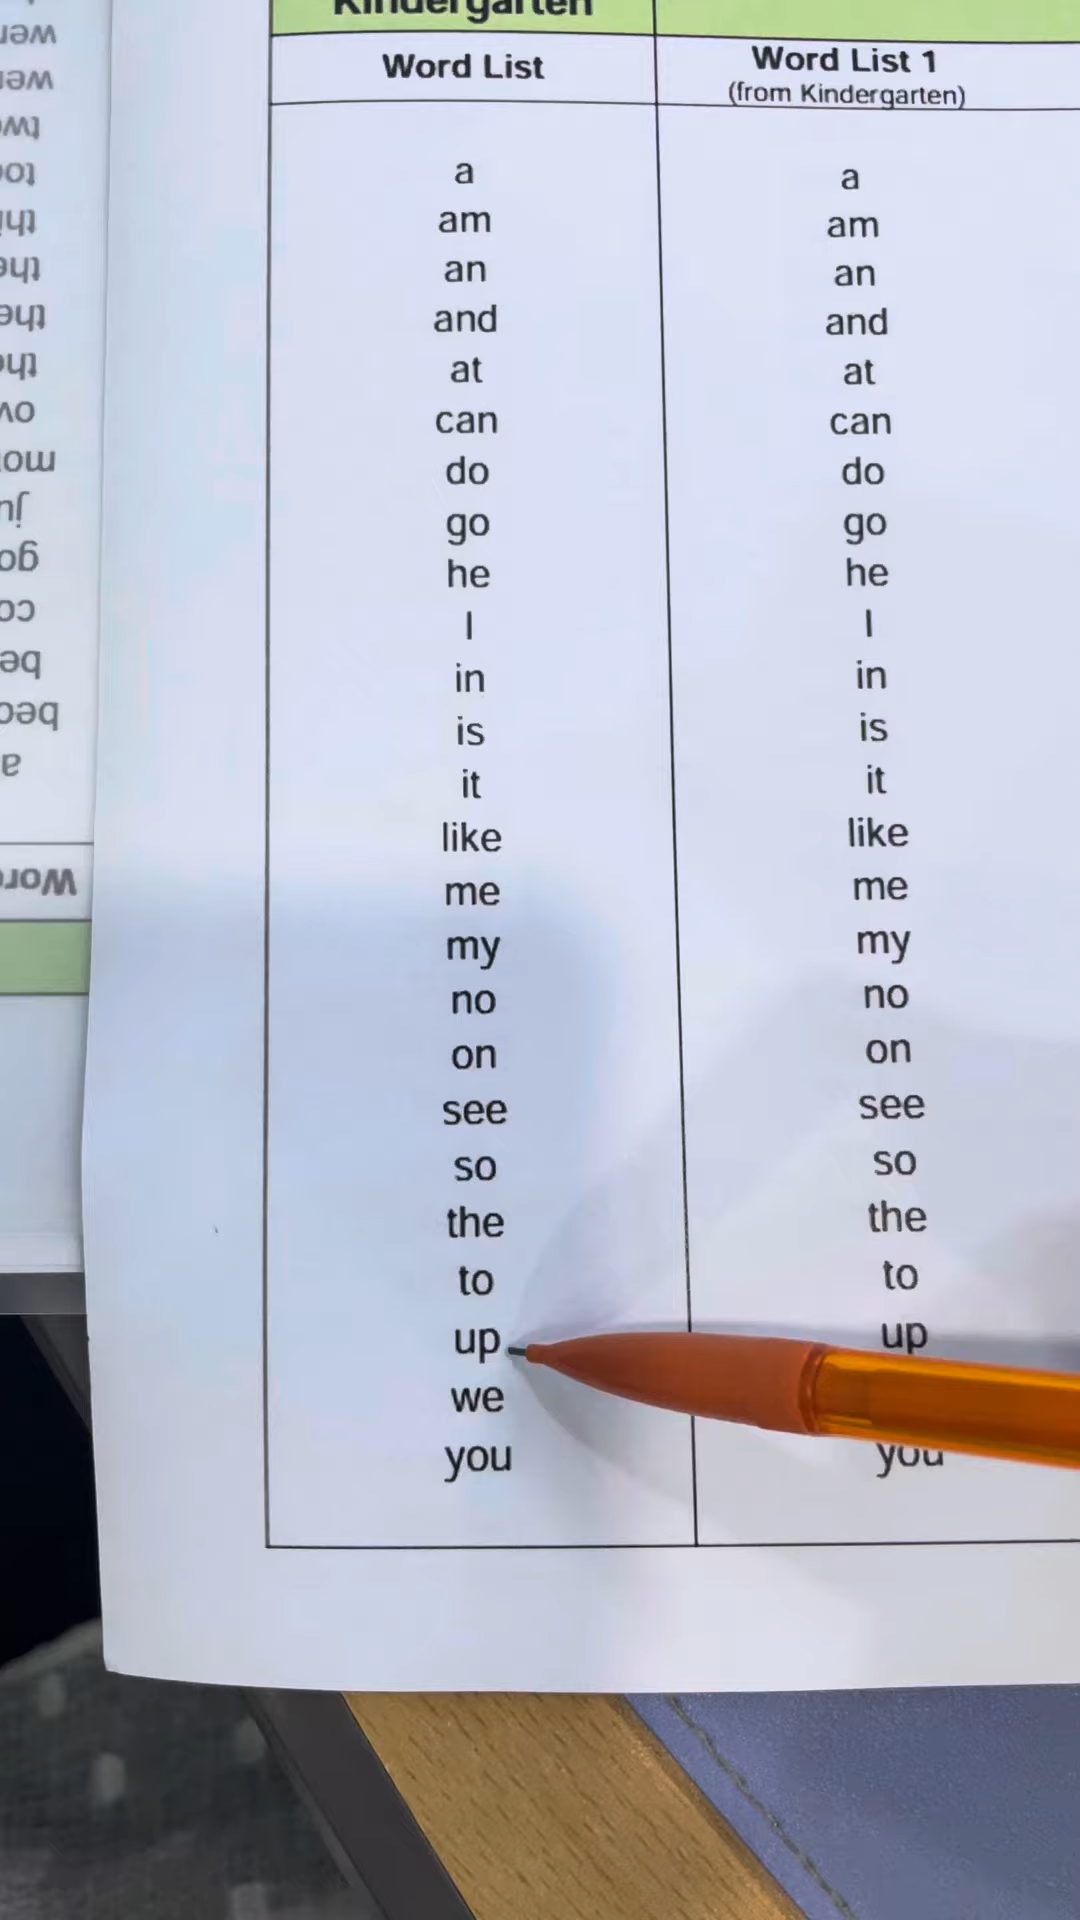 Kindergarten
Word List
a
am
an
and
at
can
do
go
he
I
in
is
it
like
me
my
no
on
see
so
the
to
up
we
you
Word List 1
(from Kindergarten)
a
am
an
and
at
can
do
go
he
I
in
is
it
like
me
my
no
on
see
so
the
to
up
you